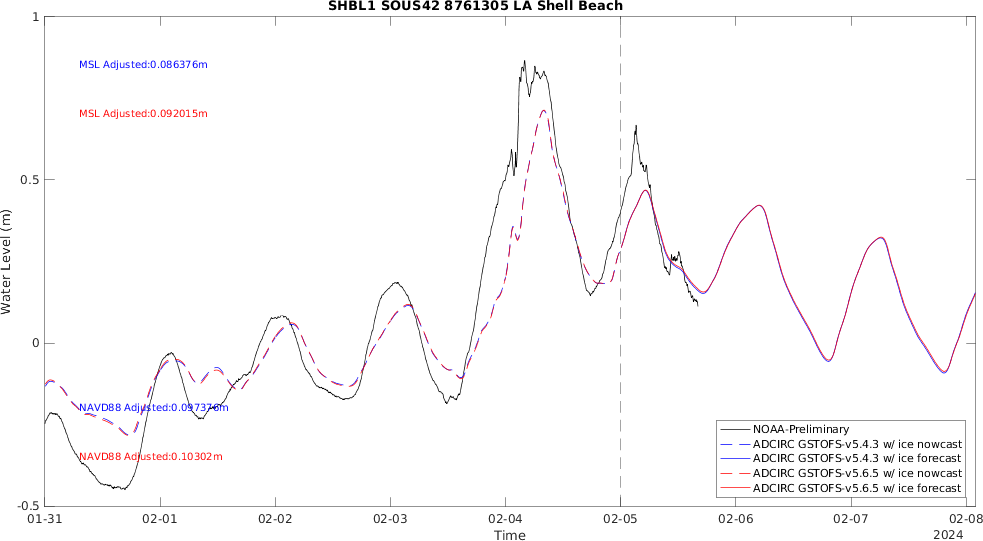 SHBL1 SOUS42 8761305 LA Shell Beach
1
0.5
0
-0.5
Water Level (m)
MSL Adjusted:0.086376m
MSL Adjusted:0.092015m
NAVD88 Adjusted:0.097376m
NAVD88 Adjusted:0.10302m
NOAA-Preliminary
ADCIRC GSTOFS-v5.4.3 w/ ice nowcast
ADCIRC GSTOFS-v5.4.3 w/ ice forecast
ADCIRC GSTOFS-v5.6.5 w/ ice nowcast
ADCIRC GSTOFS-v5.6.5 w/ ice forecast
01-31 02-01 02-02 02-03 02-04 02-05 02-06 02-07 02-08
Time
2024